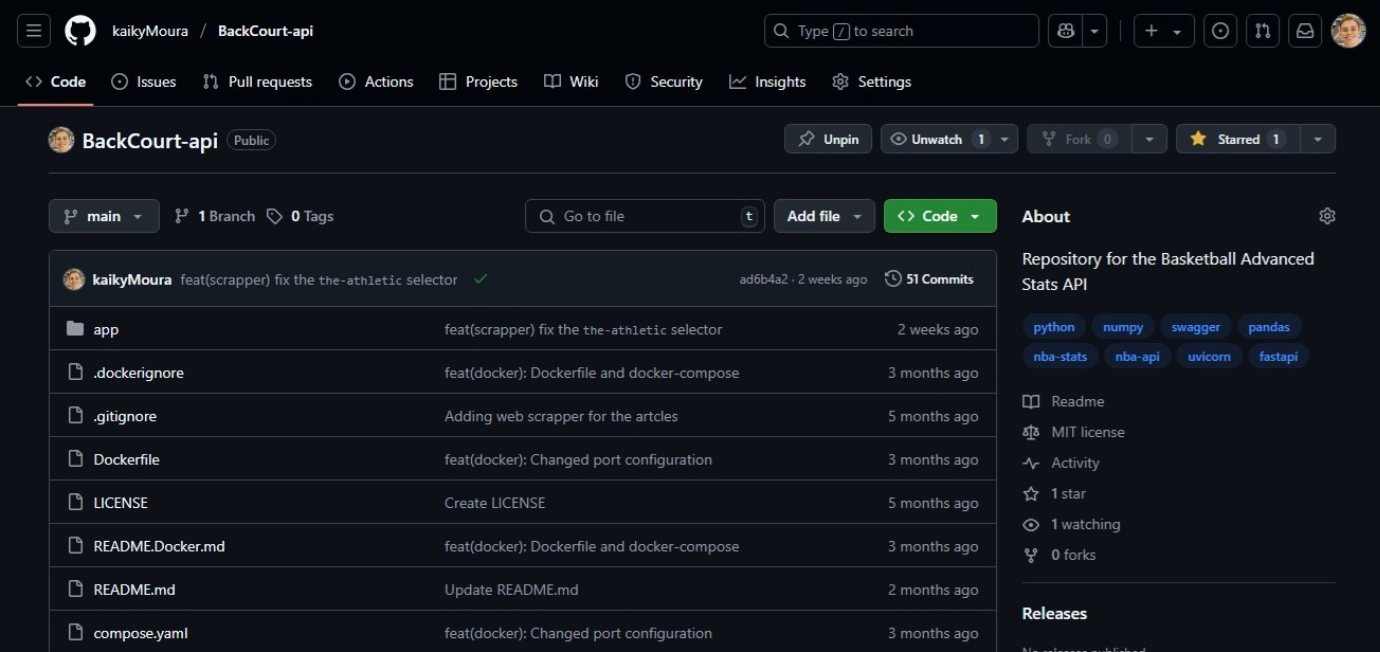 kaikyMoura / BackCourt-api
Type / to search
Code
Issues
Pull requests
Actions
Projects
Wiki
Security
Insights
Settings
BackCourt-api Public
Unpin
Unwatch 1
Fork 0
Starred 1
main
1 Branch
0 Tags
Go to file t
Add file
Code
kaikyMoura feat(scrapper) fix the the-athletic selector ad6b4a2 · 2 weeks ago 51 Commits
app feat(scrapper) fix the the-athletic selector 2 weeks ago
.dockerignore feat(docker): Dockerfile and docker-compose 3 months ago
.gitignore Adding web scrapper for the artcles 5 months ago
Dockerfile feat(docker): Changed port configuration 3 months ago
LICENSE Create LICENSE 5 months ago
README.Docker.md feat(docker): Dockerfile and docker-compose 3 months ago
README.md Update README.md 2 months ago
compose.yaml feat(docker): Changed port configuration 3 months ago
About
Repository for the Basketball Advanced
Stats API
python numpy swagger pandas
nba-stats nba-api uvicorn fastapi
Readme
MIT license
Activity
1 star
1 watching
0 forks
Releases